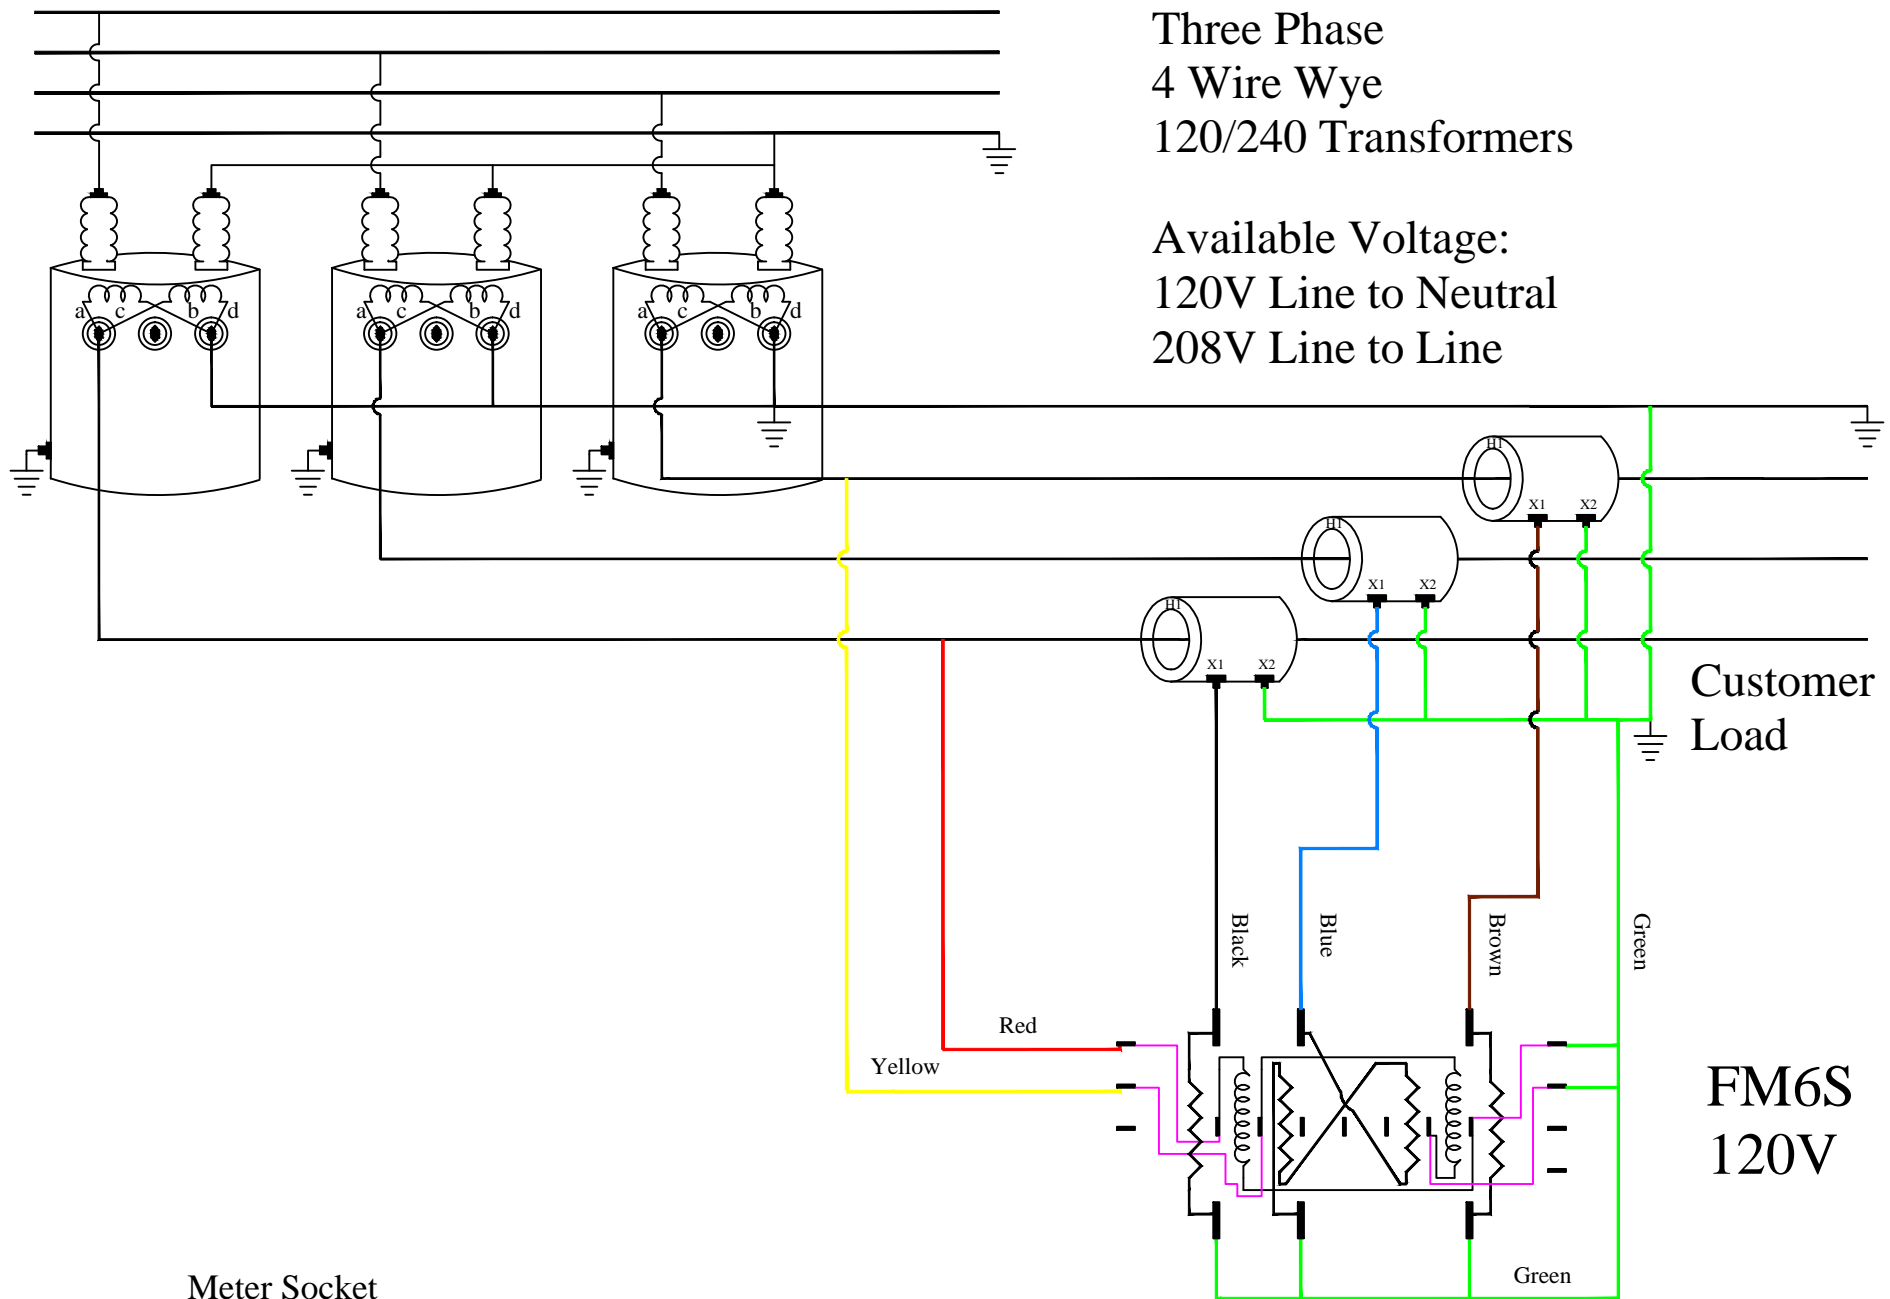 Three Phase
4 Wire Wye
120/240 Transformers
Available Voltage:
120V Line to Neutral
208V Line to Line
a c b d
a c b d
a c b d
H1
X1 X2
H1
X1 X2
H1
X1 X2
Customer
Load
Black
Blue
Brown
Green
Red
Yellow
FM6S
120V
Green
Meter Socket